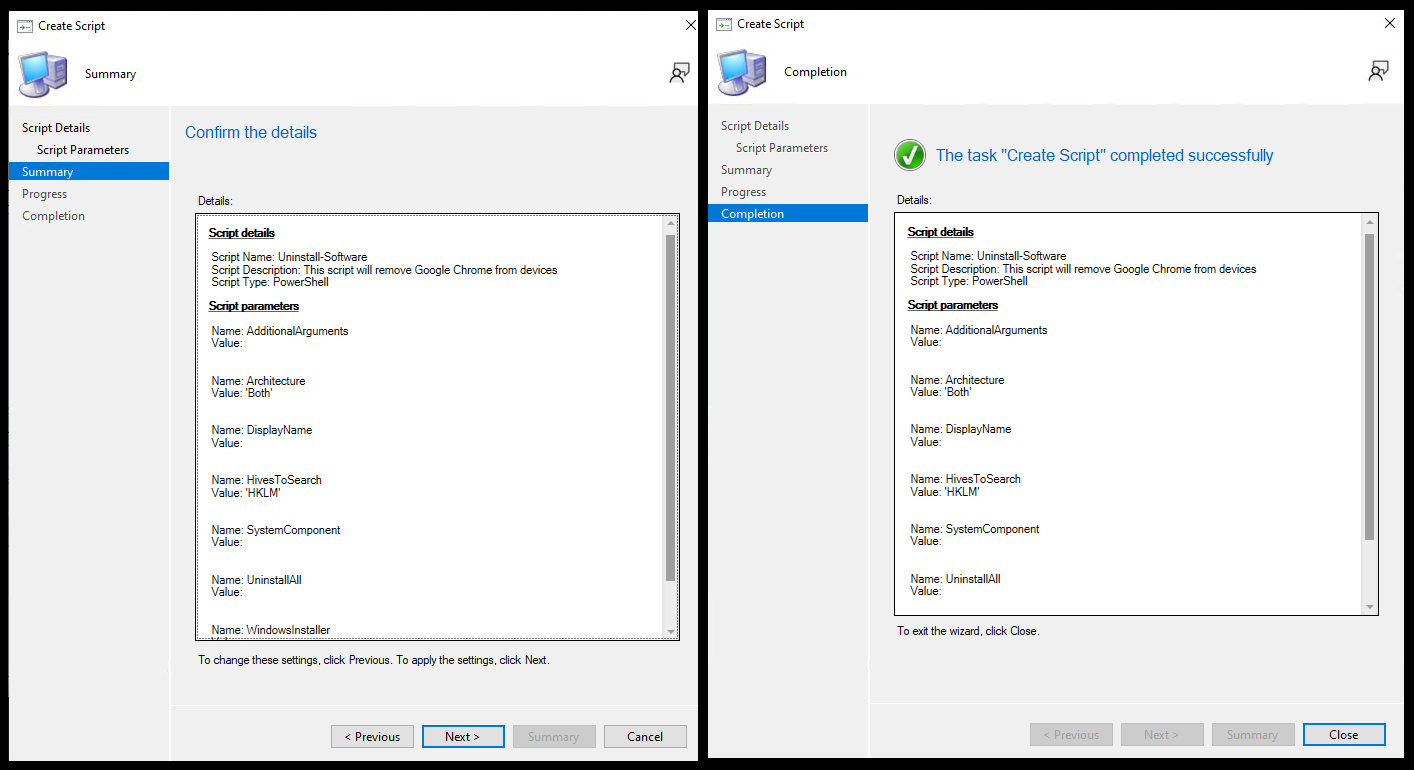 Create Script
Summary
Script Details
Script Parameters
Summary
Progress
Completion
Confirm the details
Details:
Script details
Script Name: Uninstall-Software
Script Description: This script will remove Google Chrome from devices
Script Type: PowerShell
Script parameters
Name: AdditionalArguments
Value:
Name: Architecture
Value: 'Both'
Name: DisplayName
Value:
Name: HivesToSearch
Value: 'HKLM'
Name: SystemComponent
Value:
Name: UninstallAll
Value:
Name: WindowsInstaller
To change these settings, click Previous. To apply the settings, click Next.
< Previous
Next >
Summary
Cancel
Create Script
Completion
Script Details
Script Parameters
Summary
Progress
Completion
The task "Create Script" completed successfully
Details:
Script details
Script Name: Uninstall-Software
Script Description: This script will remove Google Chrome from devices
Script Type: PowerShell
Script parameters
Name: AdditionalArguments
Value:
Name: Architecture
Value: 'Both'
Name: DisplayName
Value:
Name: HivesToSearch
Value: 'HKLM'
Name: SystemComponent
Value:
Name: UninstallAll
Value:
To exit the wizard, click Close.
< Previous
Next >
Summary
Close